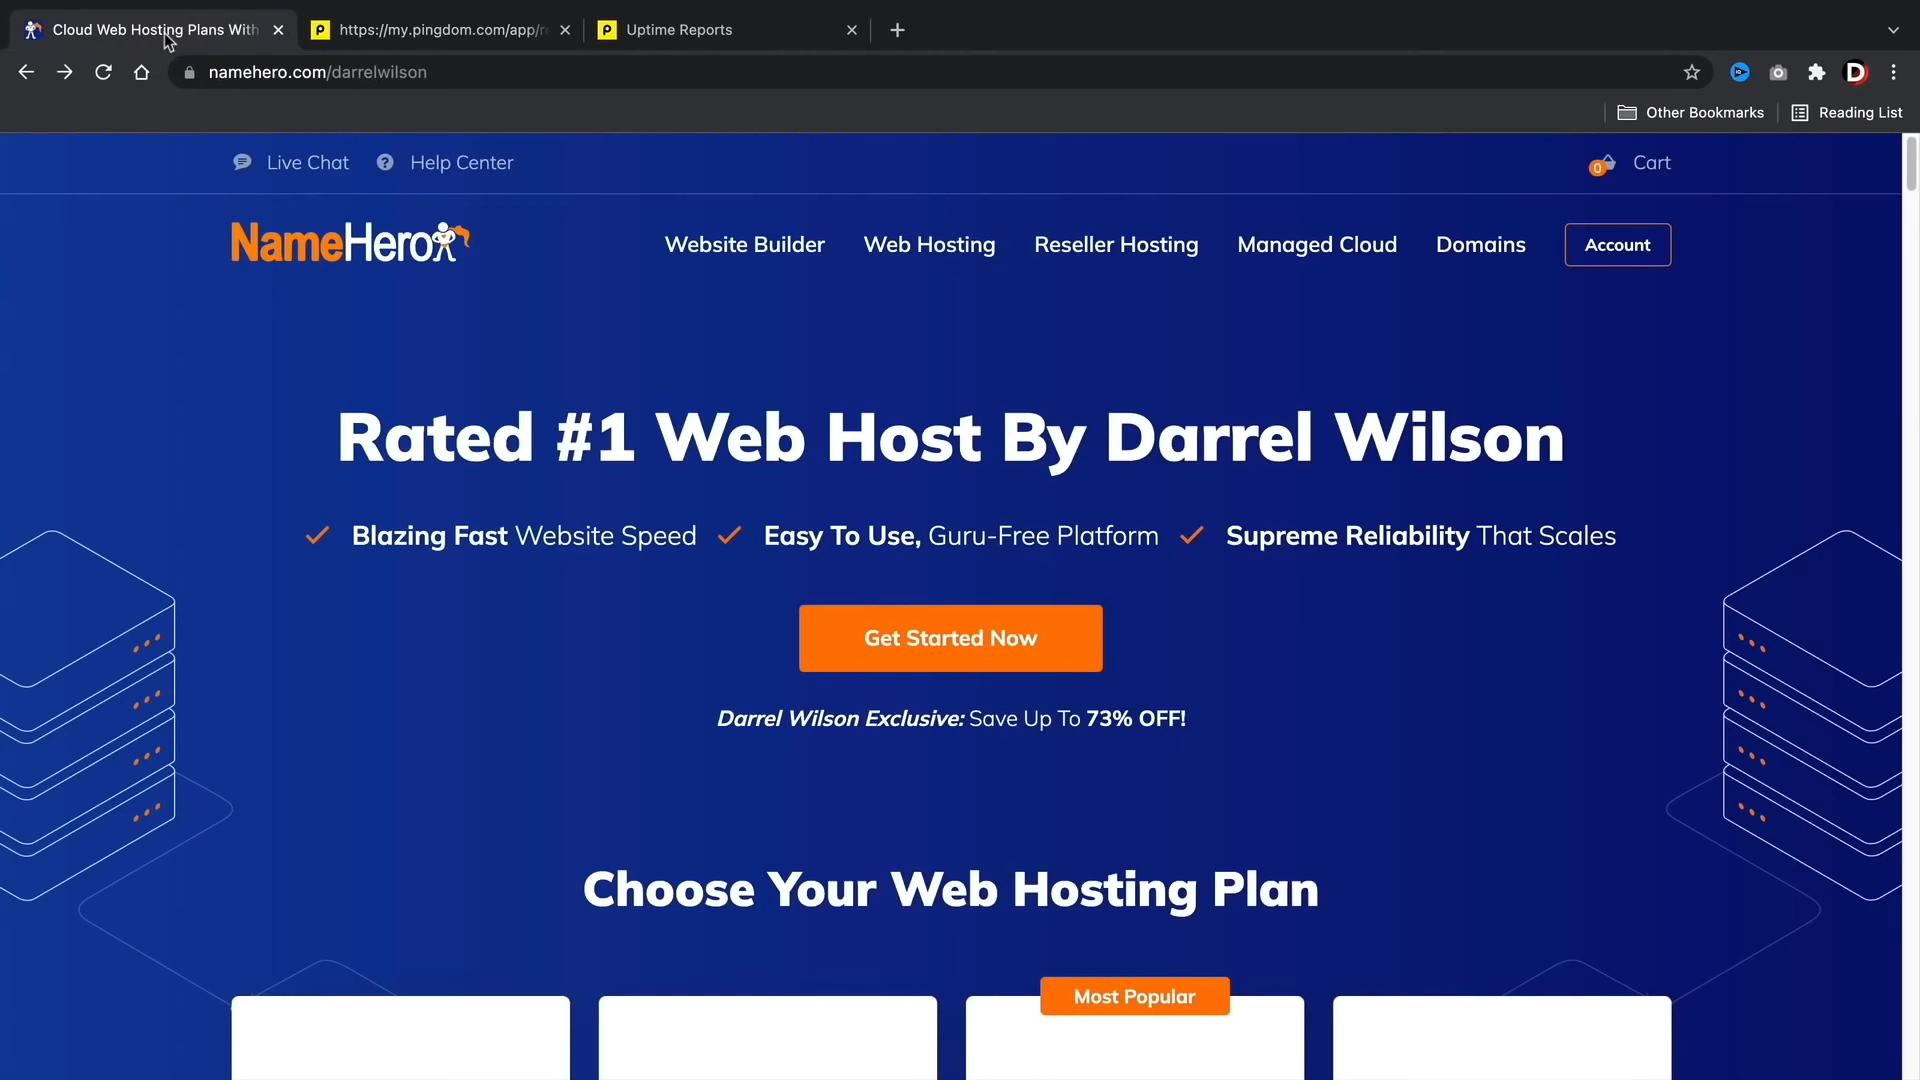 Cloud Web Hosting Plans With
https://my.pingdom.com/app/r
Uptime Reports
namehero.com/darrelwilson
Other Bookmarks
Reading List
Live Chat
Help Center
0
Cart
NameHero
Website Builder
Web Hosting
Reseller Hosting
Managed Cloud
Domains
Account
Rated #1 Web Host By Darrel Wilson
Blazing Fast Website Speed
Easy To Use, Guru-Free Platform
Supreme Reliability That Scales
Get Started Now
Darrel Wilson Exclusive: Save Up To 73% OFF!
Choose Your Web Hosting Plan
Most Popular